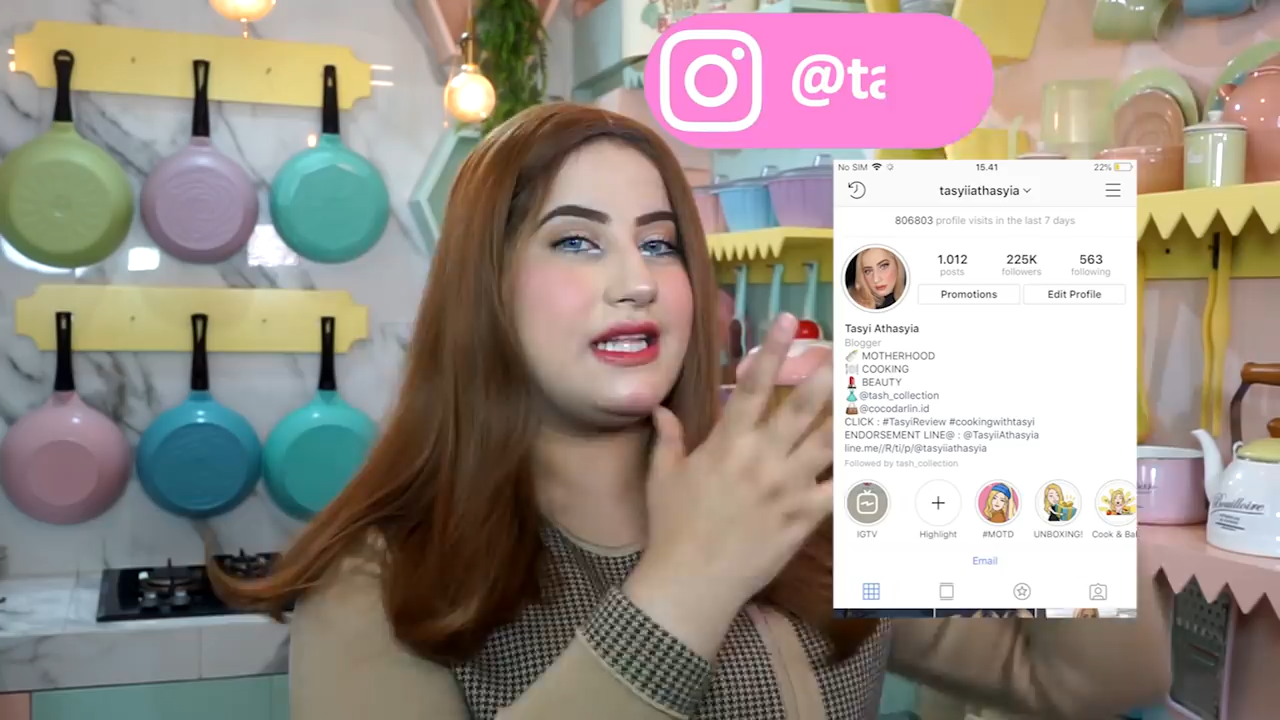 @ta
No SIM 15.41 22%
tasyiiathasyia
806803 profile visits in the last 7 days
1.012 225K 563
posts followers following
Promotions Edit Profile
Tasyi Athasyia
Blogger
MOTHERHOOD
COOKING
BEAUTY
@tash_collection
@cocodarlin.id
CLICK : #TasyiReview #cookingwithtasyi
ENDORSEMENT LINE@ : @TasyiiAthasyia
line.me//R/ti/p/@tasyiiathasyia
Followed by tash_collection
IGTV Highlight #MOTD UNBOXING! Cook & Ba
Email